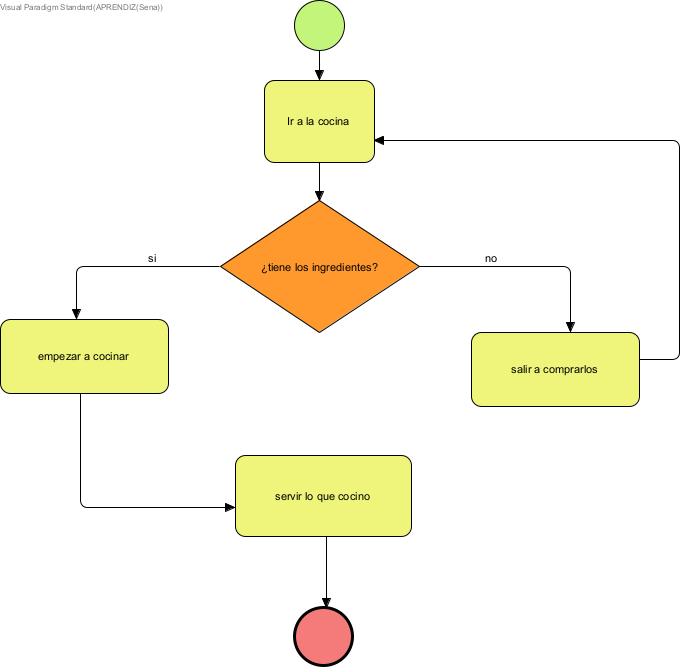 Visual Paradigm Standard(APRENDIZ(Sena))
Ir a la cocina
¿tiene los ingredientes?
si
no
empezar a cocinar
salir a comprarlos
servir lo que cocino